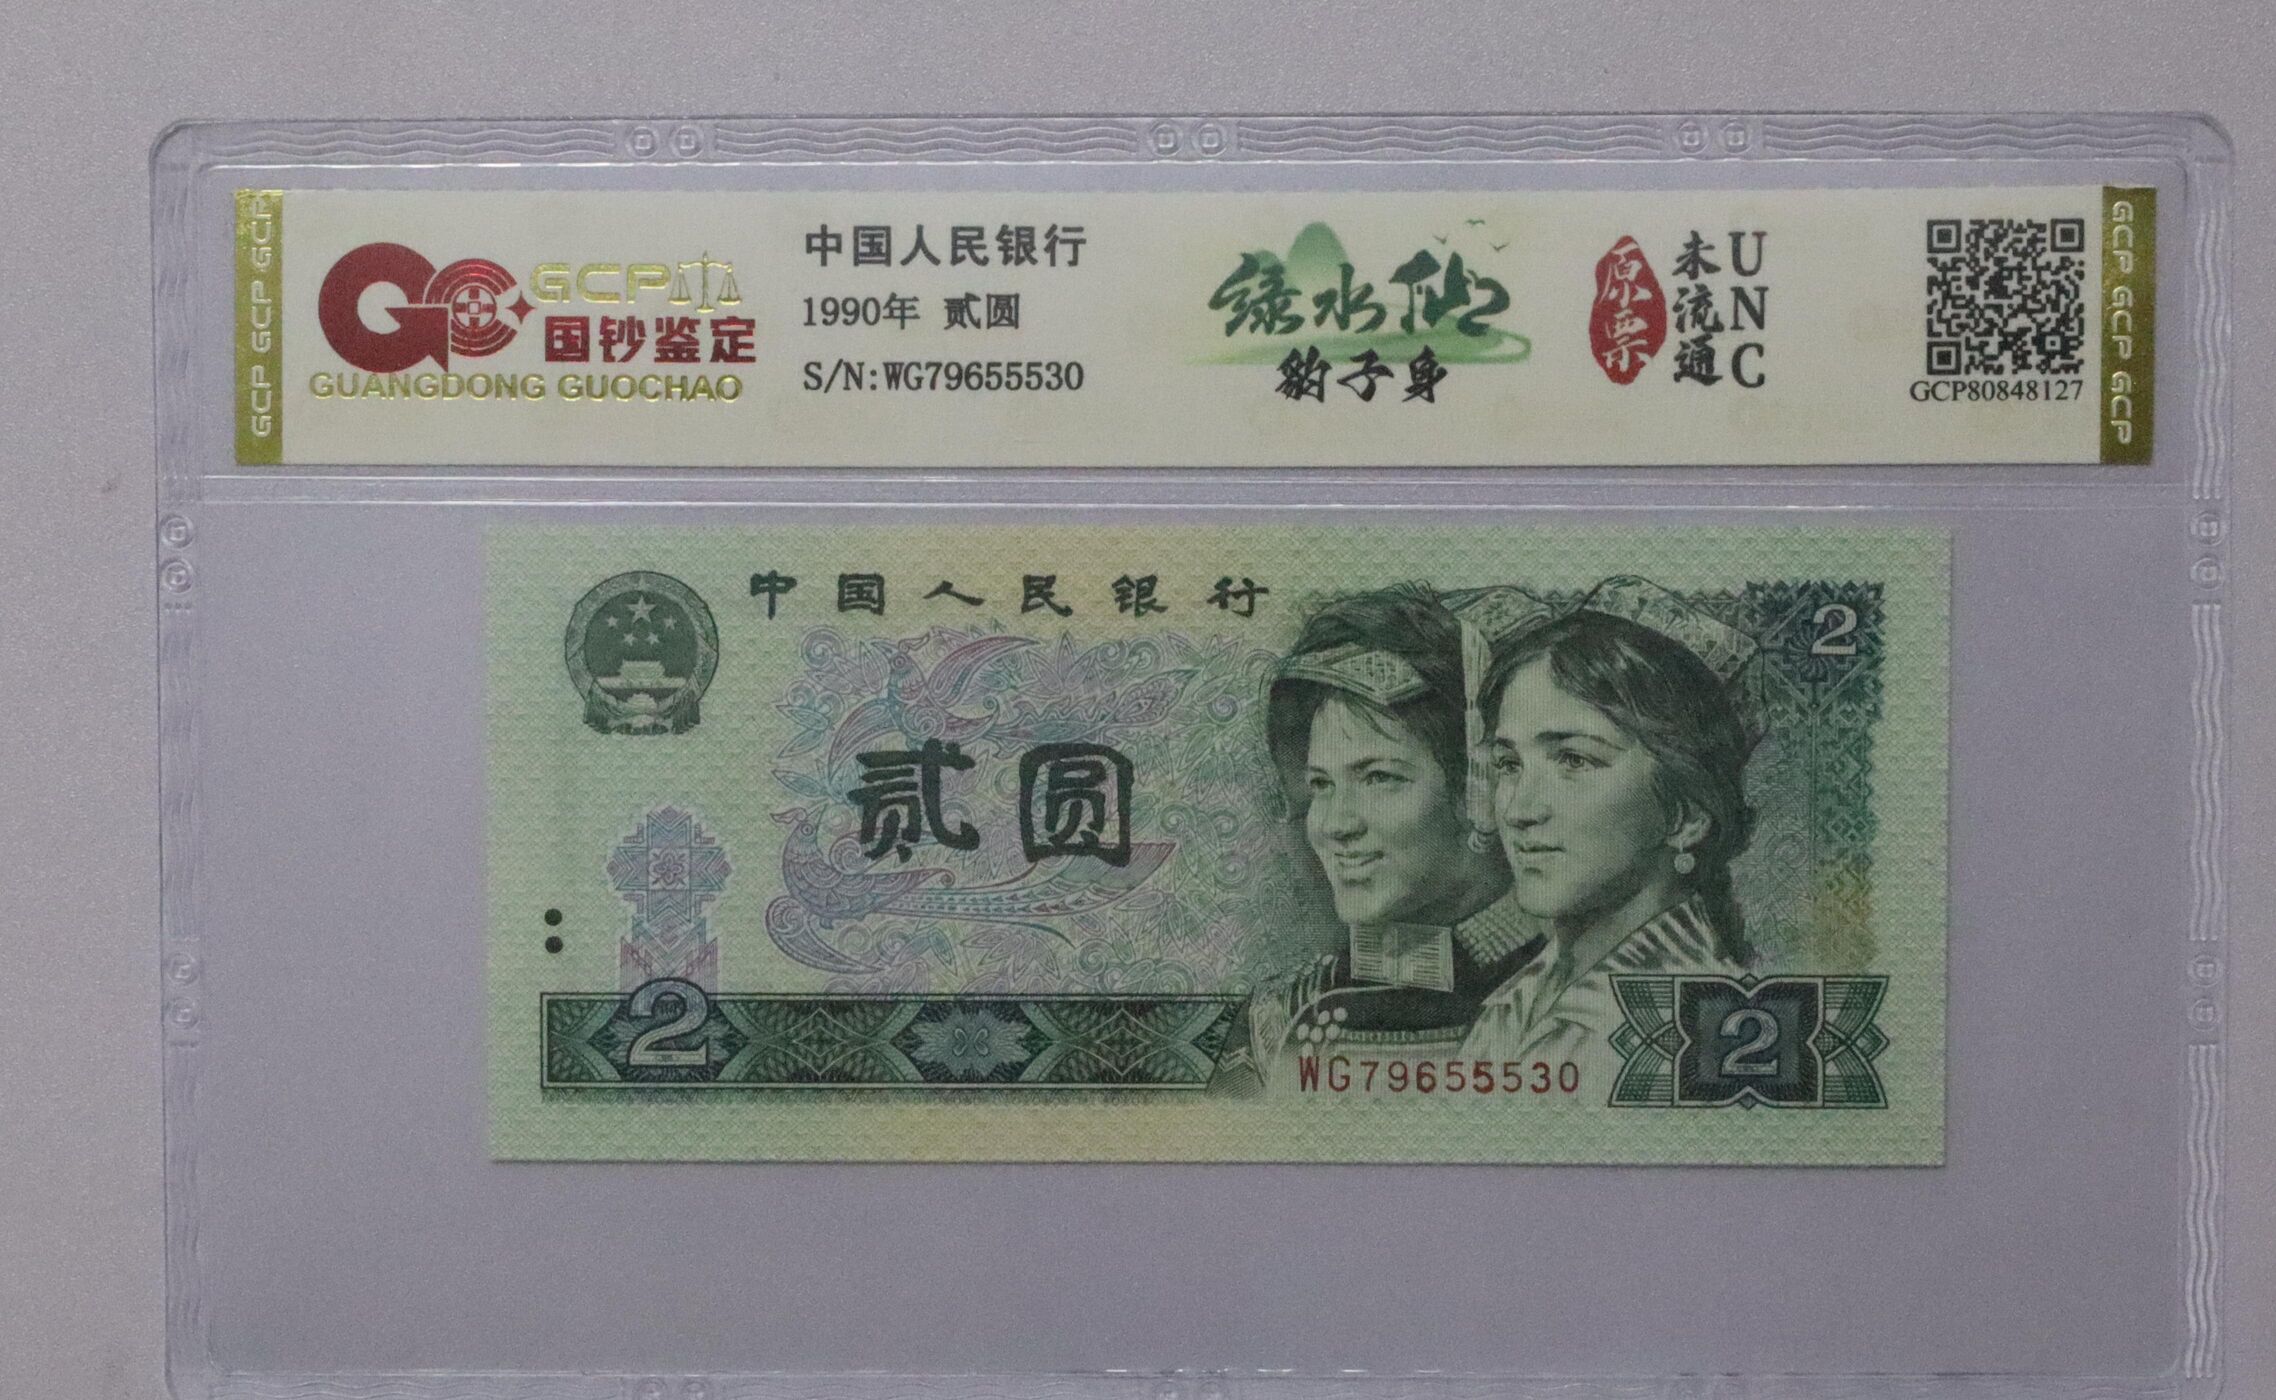 GCP GCP GCP
GCP
国钞鉴定
GUANGDONG GUOCHAO
中国人民银行
1990年 贰圆
S/N:WG79655530
绿水仙
豹子身
原票
未流通
UNC
GCP80848127
GCP GCP GCP
中国人民银行
2
贰圆
2
WG79655530
2